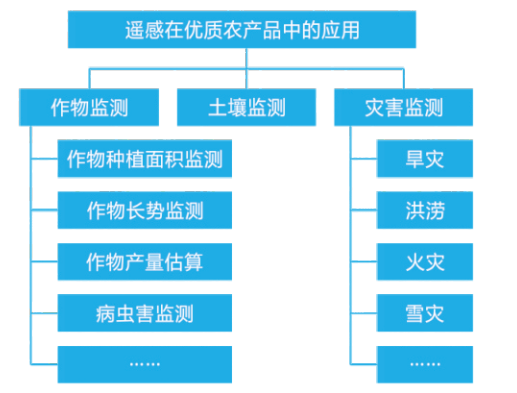 遥感在优质农产品中的应用
作物监测
土壤监测
灾害监测
作物种植面积监测
作物长势监测
作物产量估算
病虫害监测
……
旱灾
洪涝
火灾
雪灾
……